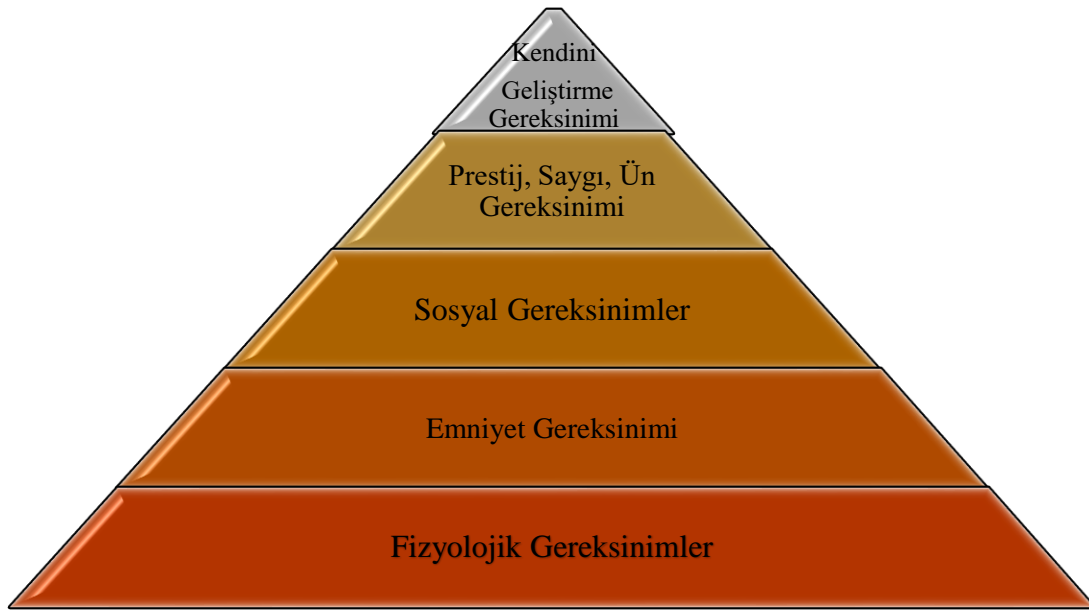 Kendini
Geliştirme
Gereksinimi
Prestij, Saygı, Ün
Gereksinimi
Sosyal Gereksinimler
Emniyet Gereksinimi
Fizyolojik Gereksinimler